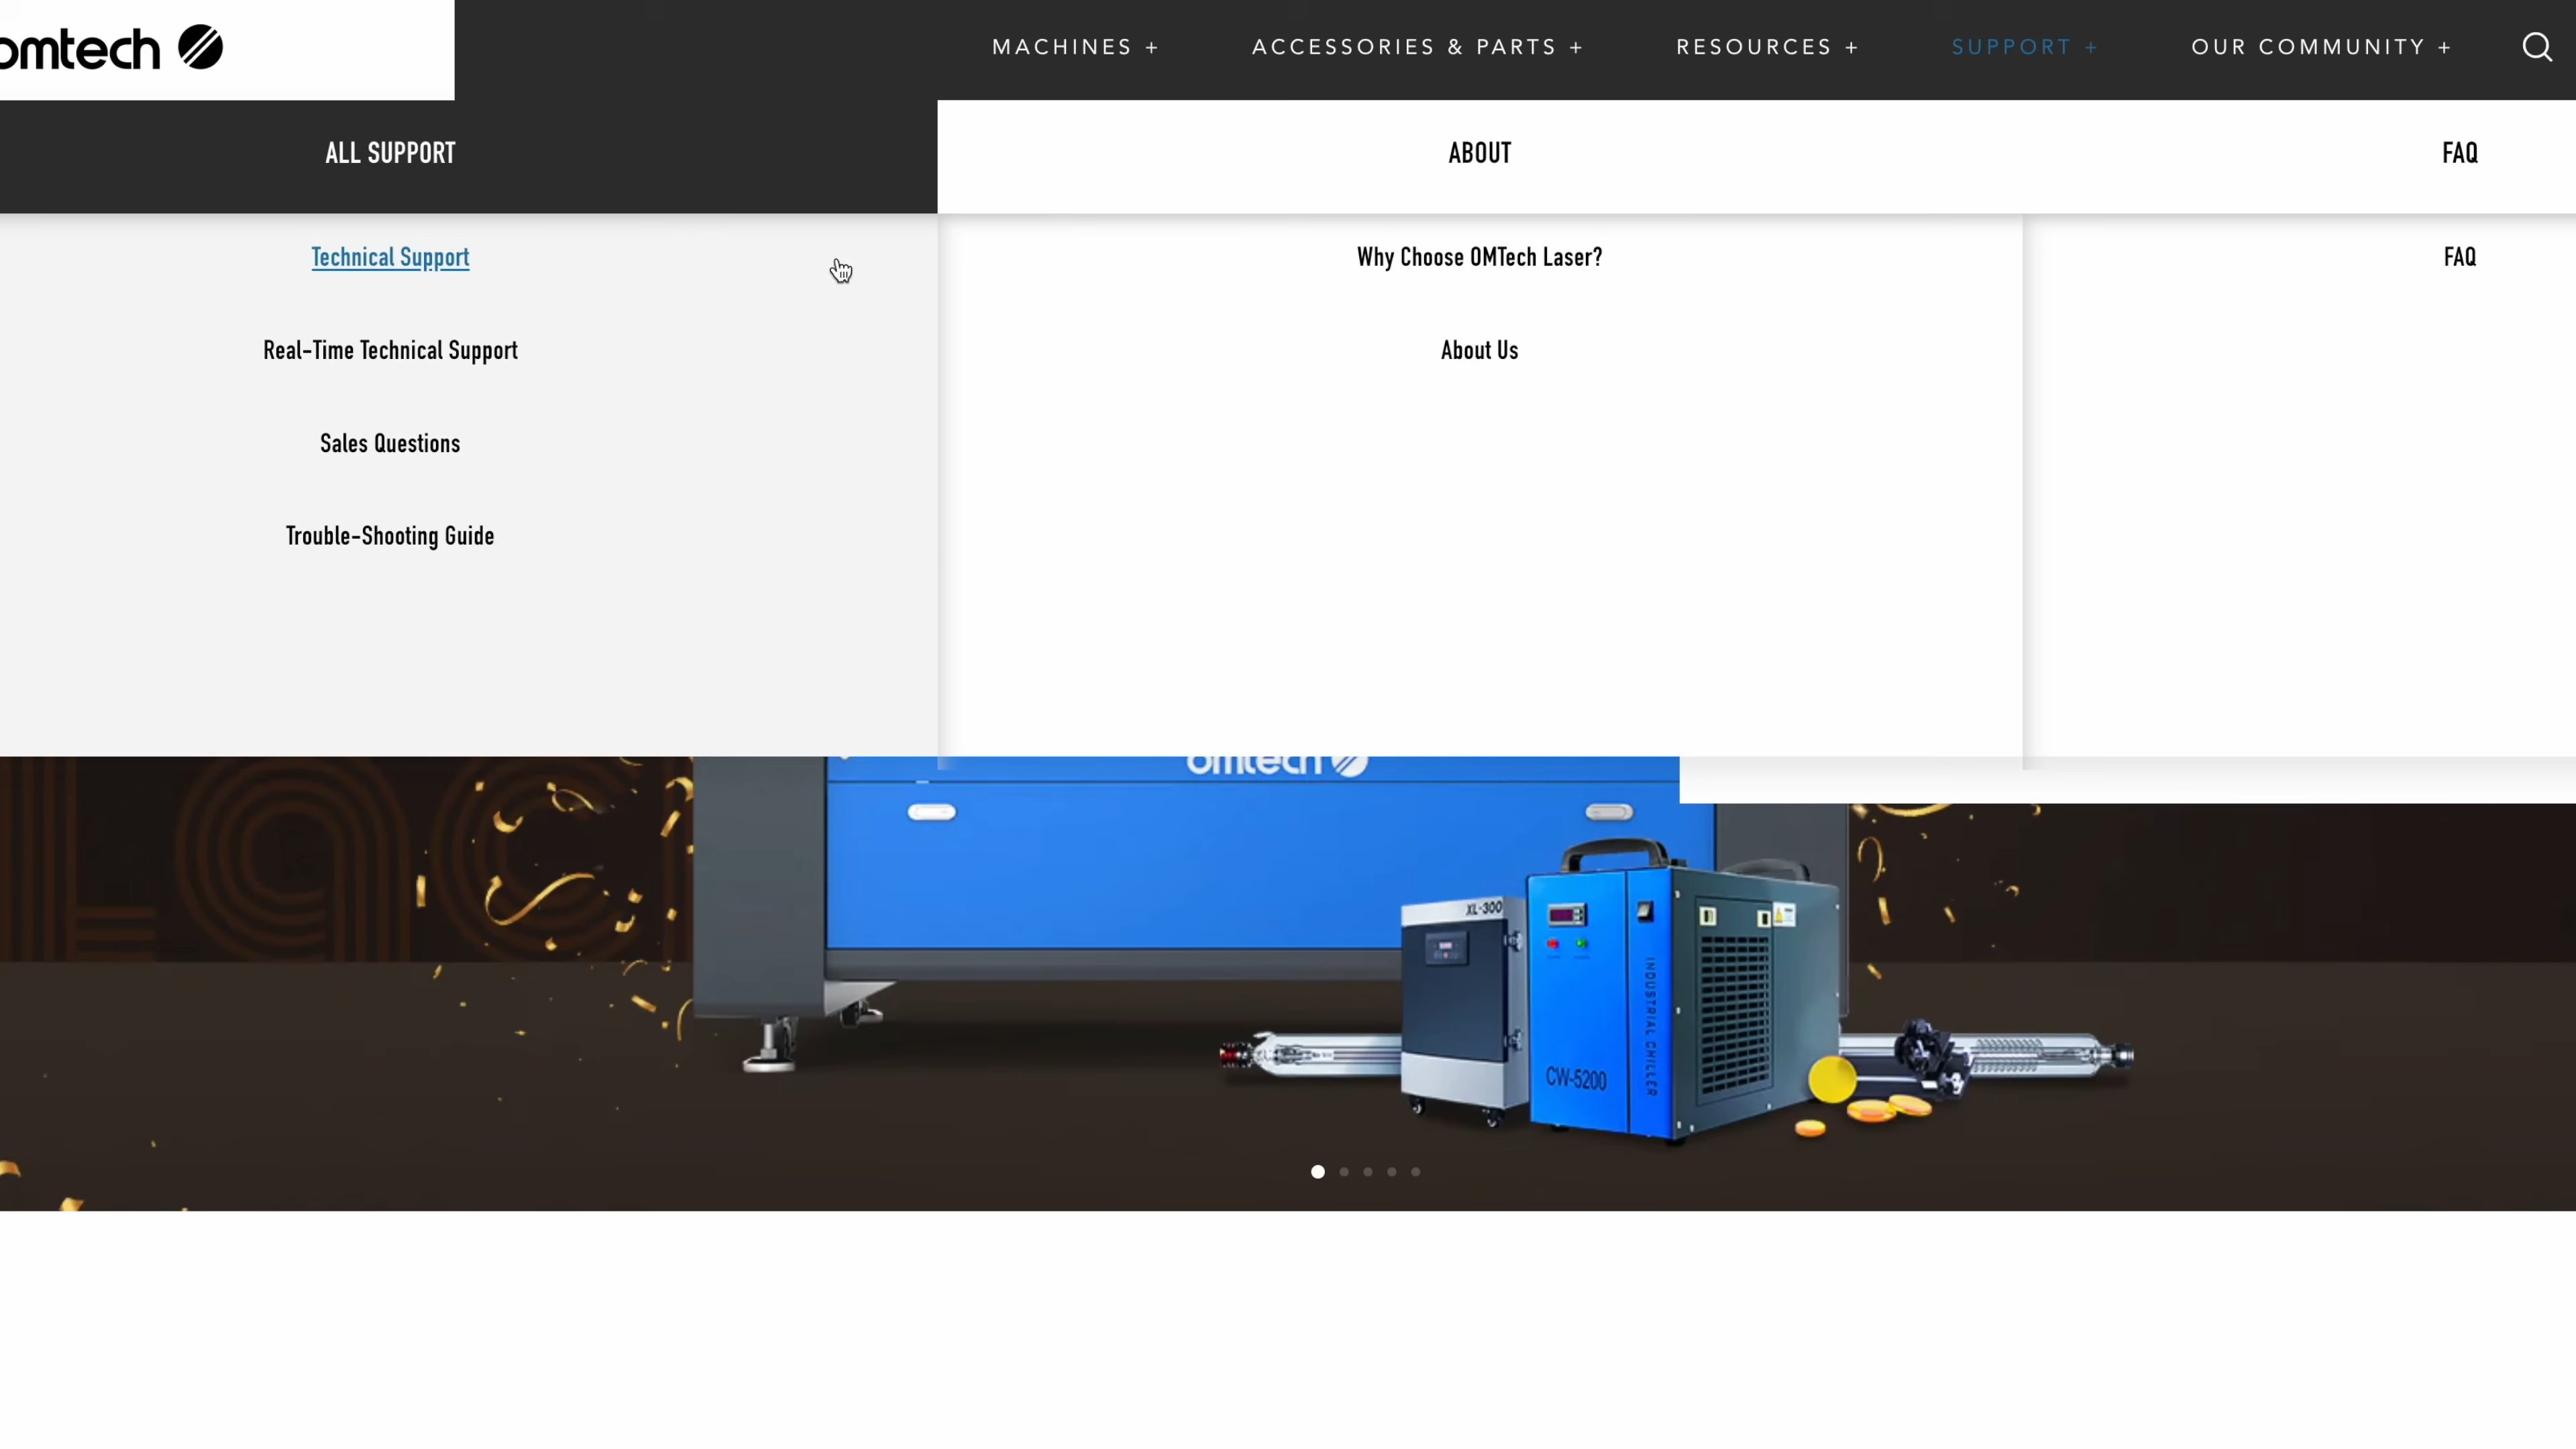 omtech
MACHINES +
ACCESSORIES & PARTS +
RESOURCES +
SUPPORT +
OUR COMMUNITY +
ALL SUPPORT
ABOUT
FAQ
Technical Support
Why Choose OMTech Laser?
FAQ
Real-Time Technical Support
About Us
Sales Questions
Trouble-Shooting Guide
omtech
XL-300
INDUSTRIAL CHILLER
CW-5200